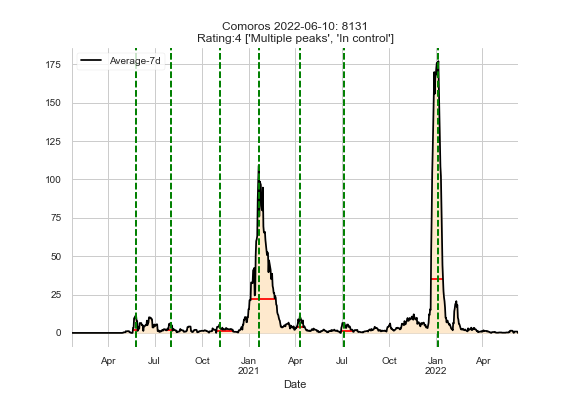 Comoros 2022-06-10: 8131
Rating:4 ['Multiple peaks', 'In control']
Average-7d
175
150
125
100
75
50
25
0
Apr Jul Oct Jan Apr Jul Oct Jan Apr
2021 2022
Date